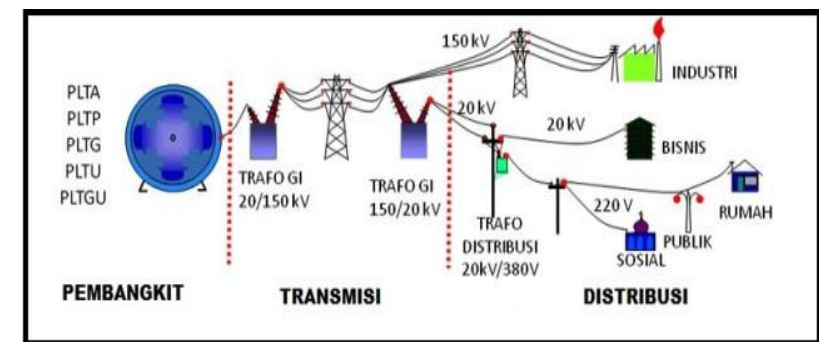 PLTA
PLTP
PLTG
PLTU
PLTGU
TRAFO GI
20/150 kV
TRAFO GI
150/20 kV
150 kV
INDUSTRI
20 kV
20 kV
BISNIS
TRAFO
DISTRIBUSI
20kV/380V
220 V
SOSIAL
PUBLIK
RUMAH
PEMBANGKIT
TRANSMISI
DISTRIBUSI